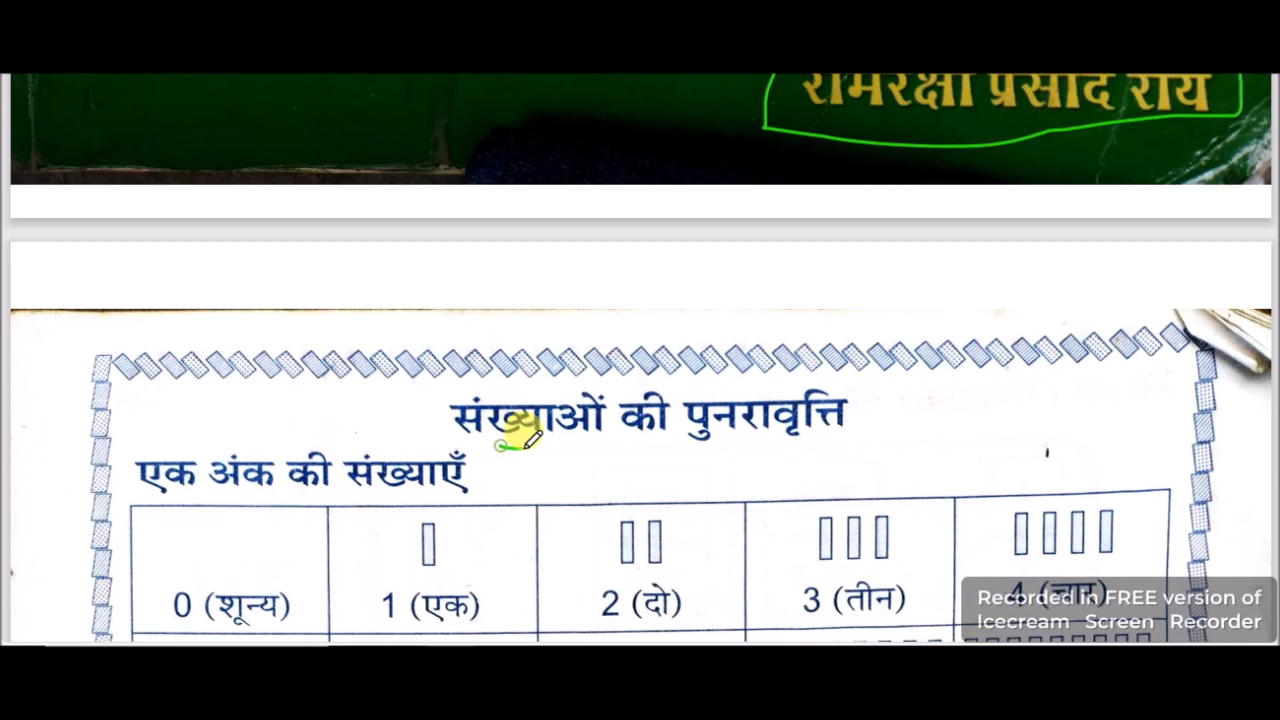 रामरक्षा प्रसाद राय
संख्याओं की पुनरावृत्ति
एक अंक की संख्याएँ
0 (शून्य) 1 (एक) 2 (दो) 3 (तीन) 4 (चार)
Recorded in FREE version of
Icecream Screen Recorder